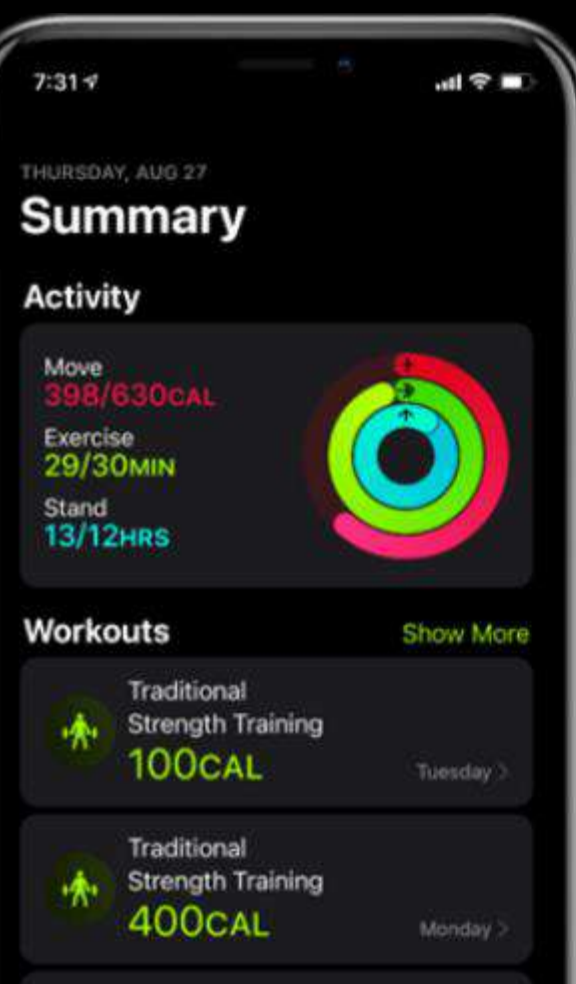 7:31
THURSDAY, AUG 27
Summary
Activity
Move
398/630CAL
Exercise
29/30MIN
Stand
13/12HRS
Workouts
Show More
Traditional
Strength Training
100CAL
Tuesday
Traditional
Strength Training
400CAL
Monday